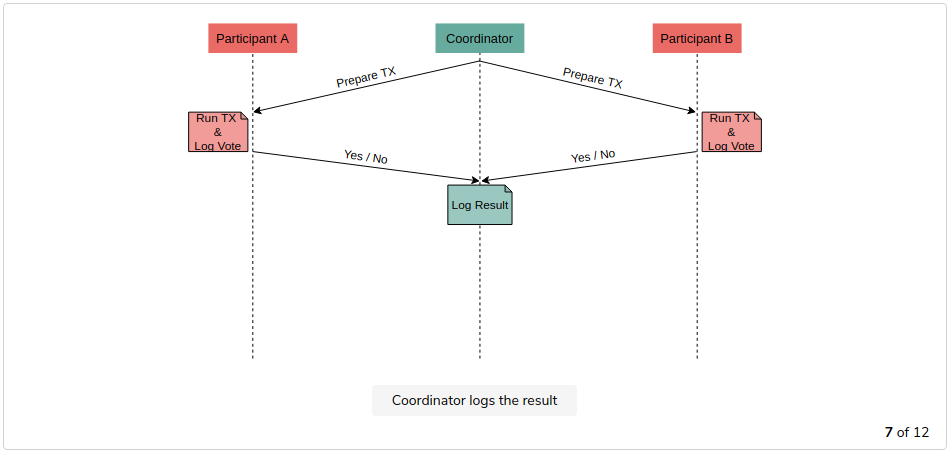 Participant A
Coordinator
Participant B
Prepare TX
Prepare TX
Run TX
&
Log Vote
Run TX
&
Log Vote
Yes / No
Yes / No
Log Result
Coordinator logs the result
7 of 12